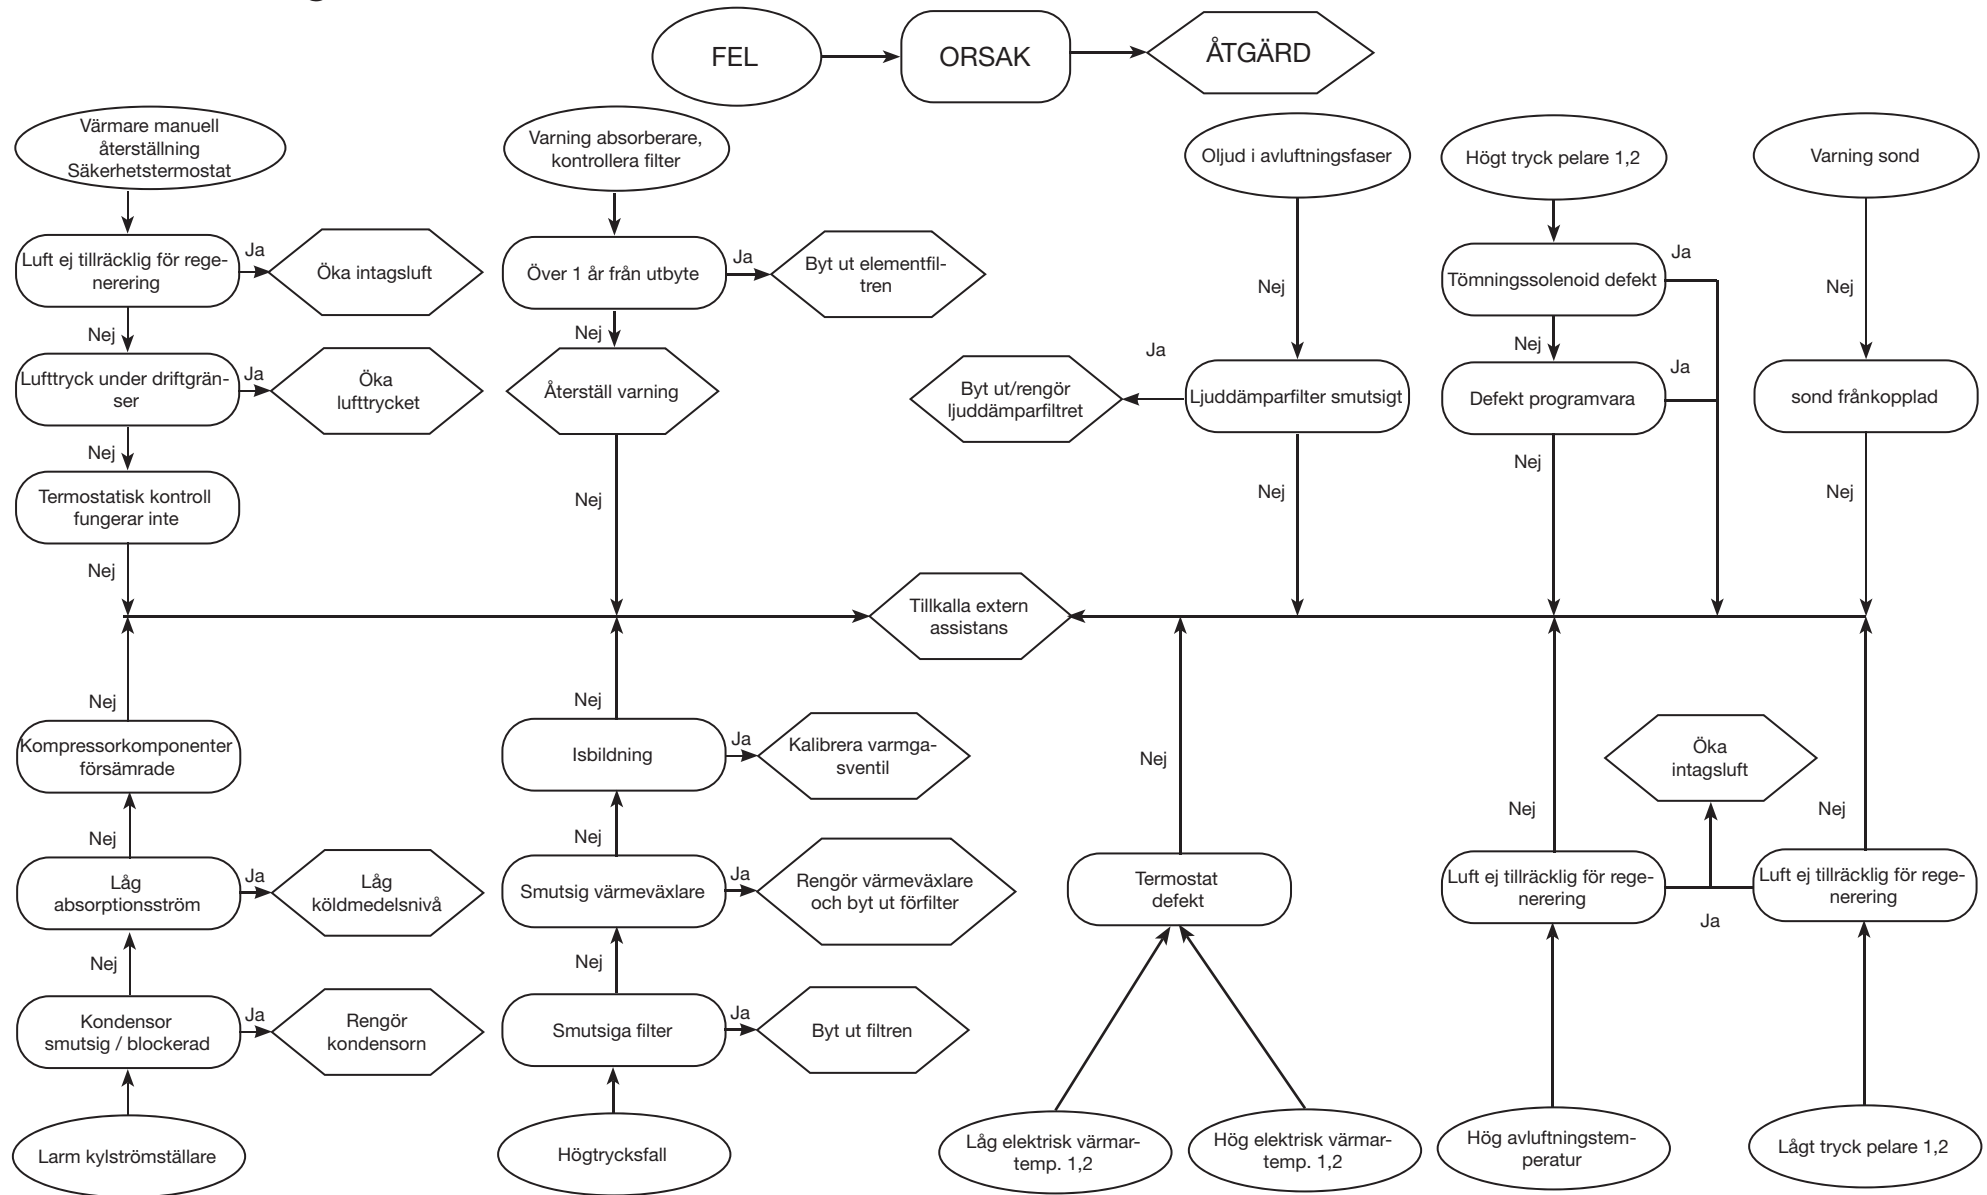 FEL
ORSAK
ÅTGÄRD
Värmare manuell
återställning
Säkerhetstermostat
Luft ej tillräcklig för rege-
nerering
Ja
Öka intagsluft
Nej
Lufttryck under driftgrän-
ser
Ja
Öka
lufttrycket
Nej
Termostatisk kontroll
fungerar inte
Nej
Varning absorberare,
kontrollera filter
Över 1 år från utbyte
Ja
Byt ut elementfil-
tren
Nej
Återställ varning
Nej
Oljud i avluftningsfaser
Nej
Ljuddämparfilter smutsigt
Ja
Byt ut/rengör
ljuddämparfiltret
Nej
Högt tryck pelare 1,2
Tömningssolenoid defekt
Ja
Nej
Defekt programvara
Ja
Nej
Varning sond
Nej
sond frånkopplad
Nej
Tillkalla extern
assistans
Nej
Kompressorkomponenter
försämrade
Nej
Låg
absorptionsström
Ja
Låg
köldmedelsnivå
Nej
Kondensor
smutsig / blockerad
Ja
Rengör
kondensorn
Larm kylströmställare
Nej
Isbildning
Ja
Kalibrera varmga-
sventil
Nej
Smutsig värmeväxlare
Ja
Rengör värmeväxlare
och byt ut förfilter
Nej
Smutsiga filter
Ja
Byt ut filtren
Högtrycksfall
Nej
Termostat
defekt
Låg elektrisk värmar-
temp. 1,2
Hög elektrisk värmar-
temp. 1,2
Nej
Luft ej tillräcklig för rege-
nerering
Hög avluftningstem-
peratur
Öka
intagsluft
Ja
Nej
Luft ej tillräcklig för rege-
nerering
Lågt tryck pelare 1,2